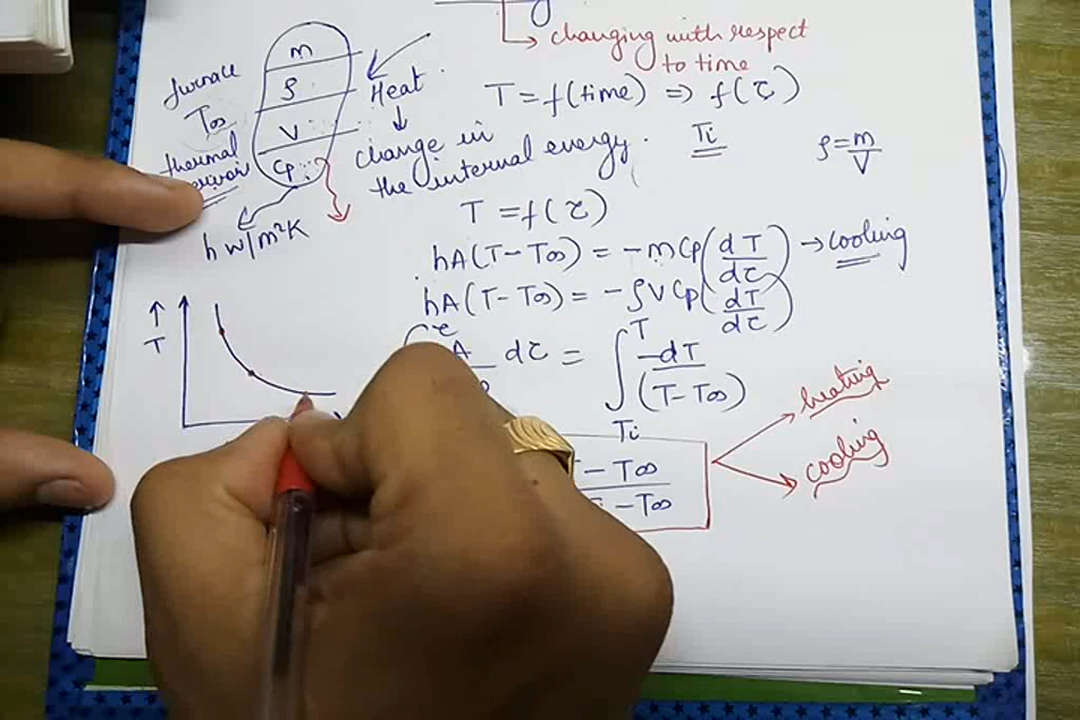 changing with respect
to time
furnace
T∞
thermal
m
ρ
V
Cp
Heat
h W/m²K
T = f(time) ⇒ f(τ)
change in
the internal energy.
Ti
ρ = m/V
T = f(τ)
hA(T − T∞) = − mCp(dT/dτ) → cooling
hA(T − T∞) = − ρVCp(dT/dτ)
A dτ = ∫ −dT/(T − T∞)
τ
T
Ti
− T∞
− T∞
heating
cooling
↑
T